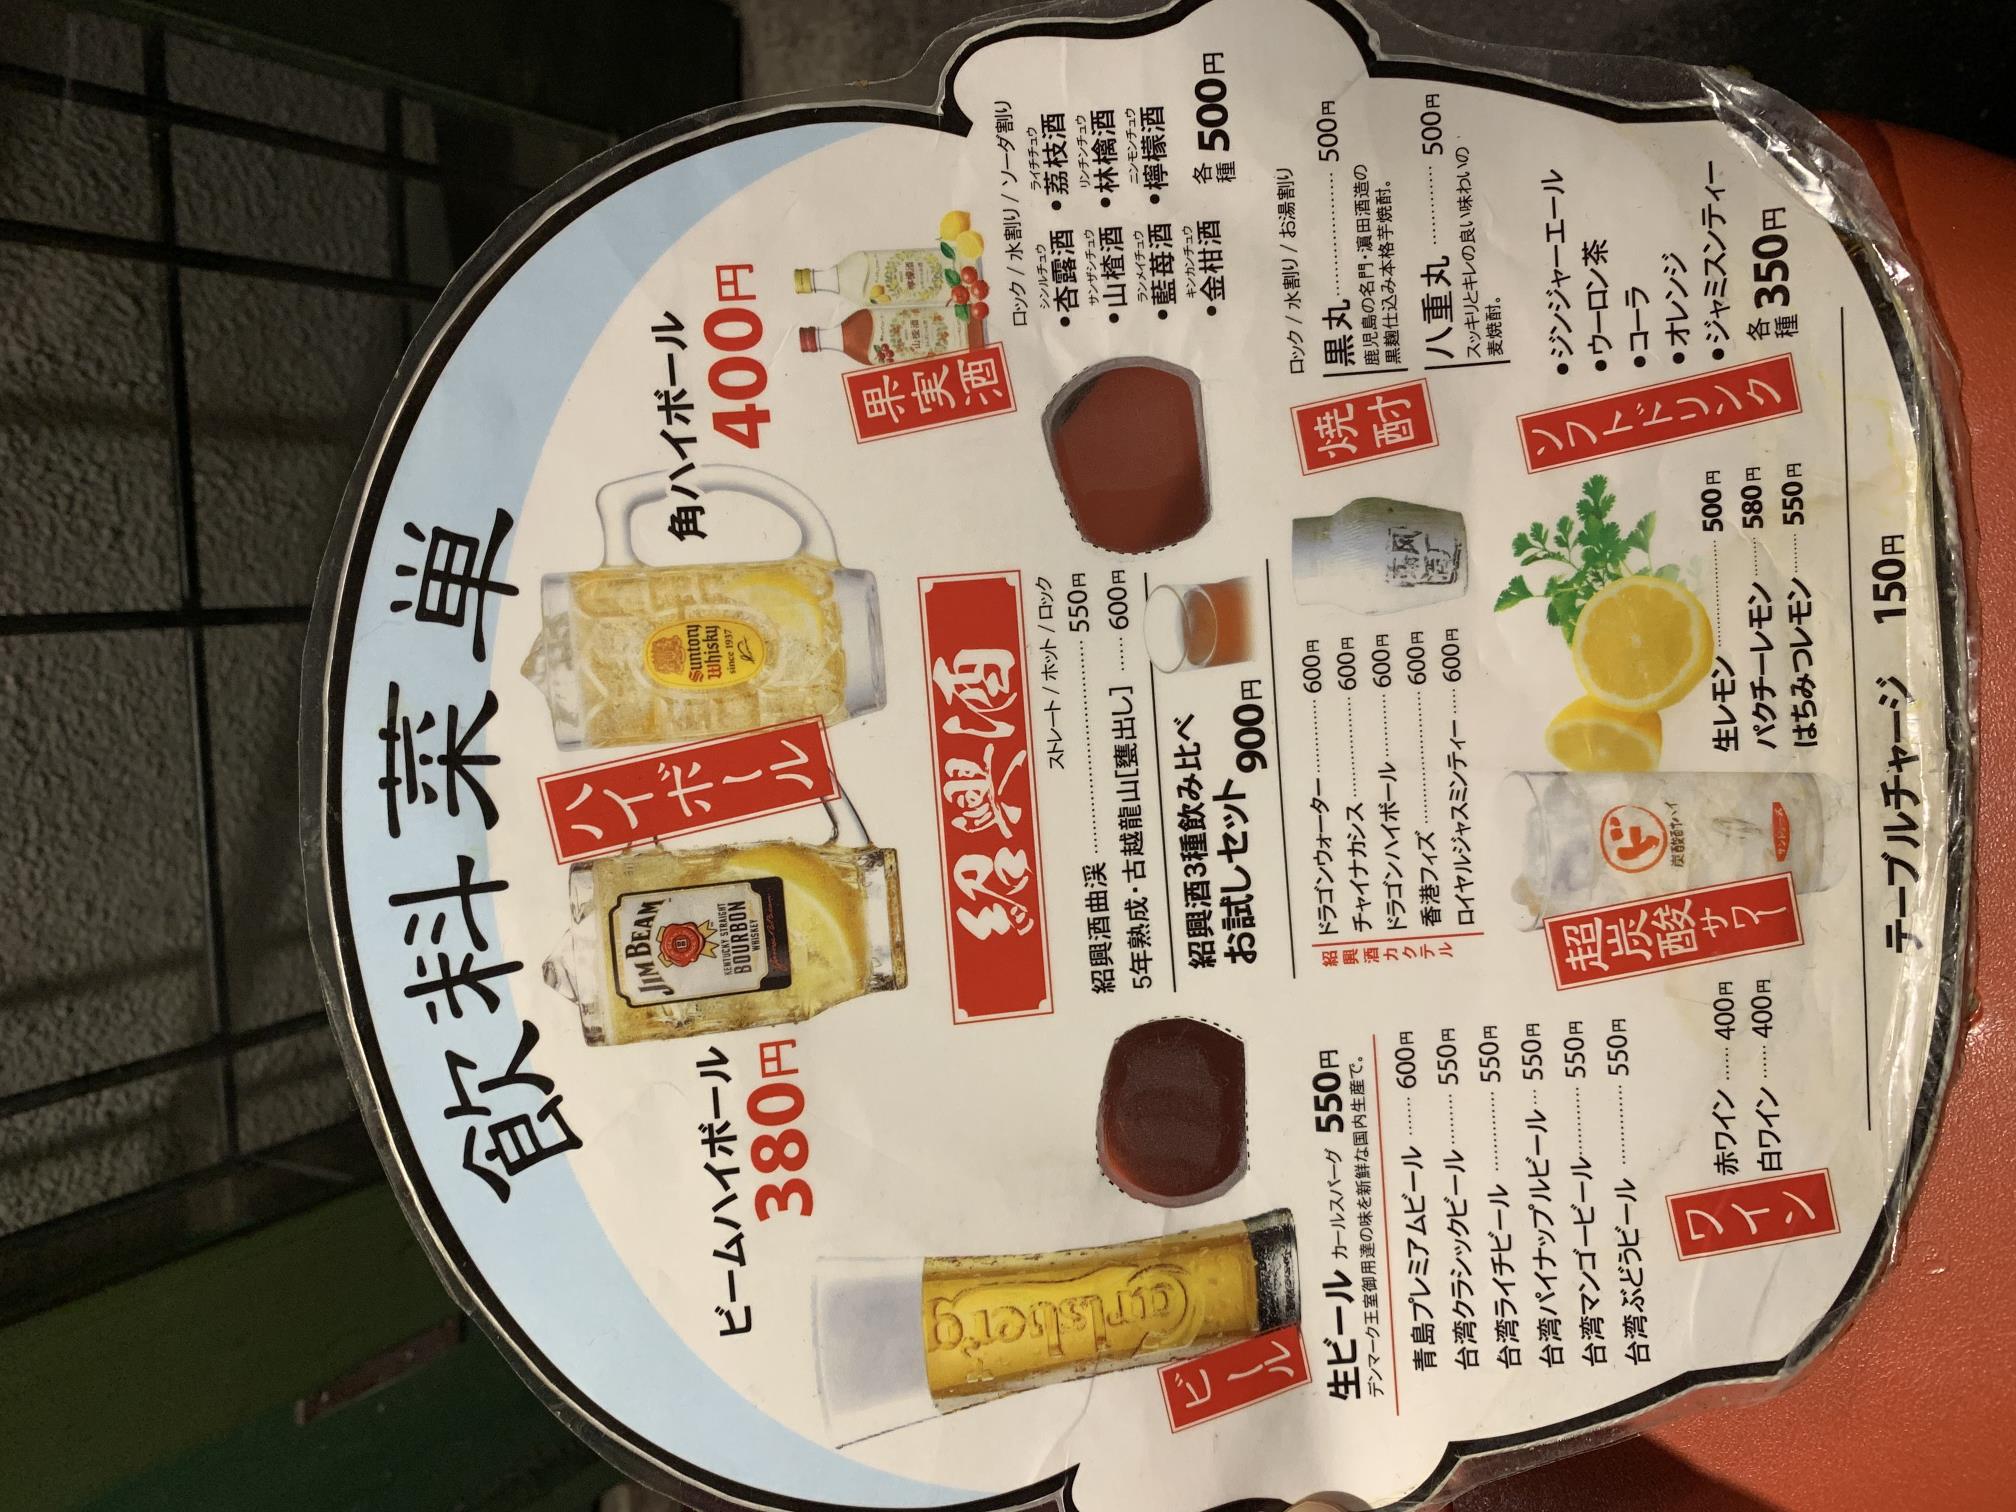 飲料菜単
ハイボール
JIM BEAM
KENTUCKY STRAIGHT
BOURBON
WHISKEY
ビームハイボール
380円
Suntory
Whisky
since 1937
角ハイボール
400円
Carlsberg
ビール
生ビール カールスバーグ 550円
デンマーク王室御用達の味を新鮮な国内生産で。
青島プレミアムビール ...... 600円
台湾クラシックビール ......... 550円
台湾ライチビール .............. 550円
台湾パイナップルビール ... 550円
台湾マンゴービール ............ 550円
台湾ぶどうビール .............. 550円
ワイン
赤ワイン ...... 400円
白ワイン ...... 400円
紹興酒
ストレート / ホット / ロック
紹興酒曲渓 ...................................... 550円
5年熟成・古越龍山[甕出し] ...... 600円
紹興酒3種飲み比べ
お試しセット 900円
紹興酒カクテル
ドラゴンウォーター ............. 600円
チャイナカシス .................. 600円
ドラゴンハイボール ........... 600円
香港フィズ ........................ 600円
ロイヤルジャスミンティー ..... 600円
超炭酸サワー
ド
炭酸酎ハイ
生レモン ........................ 500円
パクチーレモン ........ 580円
はちみつレモン ......... 550円
果実酒
山楂酒
檸檬酒
ロック / 水割り / ソーダ割り
シンルチュウ
・杏露酒
ライチチュウ
・茘枝酒
サンザシチュウ
・山楂酒
リンチンチュウ
・林檎酒
ランメイチュウ
・藍苺酒
ニンモンチュウ
・檸檬酒
キンカンチュウ
・金柑酒
各種 500円
焼酎
ロック / 水割り / お湯割り
黒丸 ..................... 500円
鹿児島の名門・濵田酒造の
黒麹仕込み本格芋焼酎。
八重丸 ............. 500円
スッキリとキレの良い味わいの
麦焼酎。
ソフトドリンク
・ジンジャーエール
・ウーロン茶
・コーラ
・オレンジ
・ジャミスンティー
各種 350円
テーブルチャージ 150円